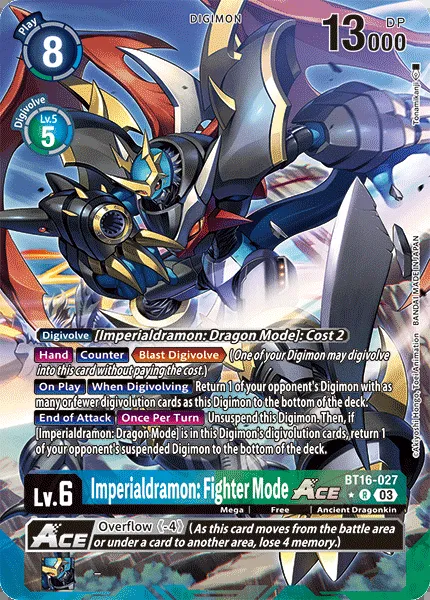 DIGIMON
Play
8
13000
DP
Digivolve
Lv.5
5
Tonamikanji
©Akiyoshi Hongo, Toei Animation BANDAI MADE IN JAPAN
Digivolve [Imperialdramon: Dragon Mode]: Cost 2
Hand Counter Blast Digivolve (One of your Digimon may digivolve
into this card without paying the cost.)
On Play When Digivolving Return 1 of your opponent's Digimon with as
many or fewer digivolution cards as this Digimon to the bottom of the deck.
End of Attack Once Per Turn Unsuspend this Digimon. Then, if
[Imperialdramon: Dragon Mode] is in this Digimon's digivolution cards, return 1
of your opponent's suspended Digimon to the bottom of the deck.
Lv.6
Imperialdramon: Fighter Mode ACE
BT16-027
R 03
Mega Free Ancient Dragonkin
ACE Overflow《-4》(As this card moves from the battle area
or under a card to another area, lose 4 memory.)